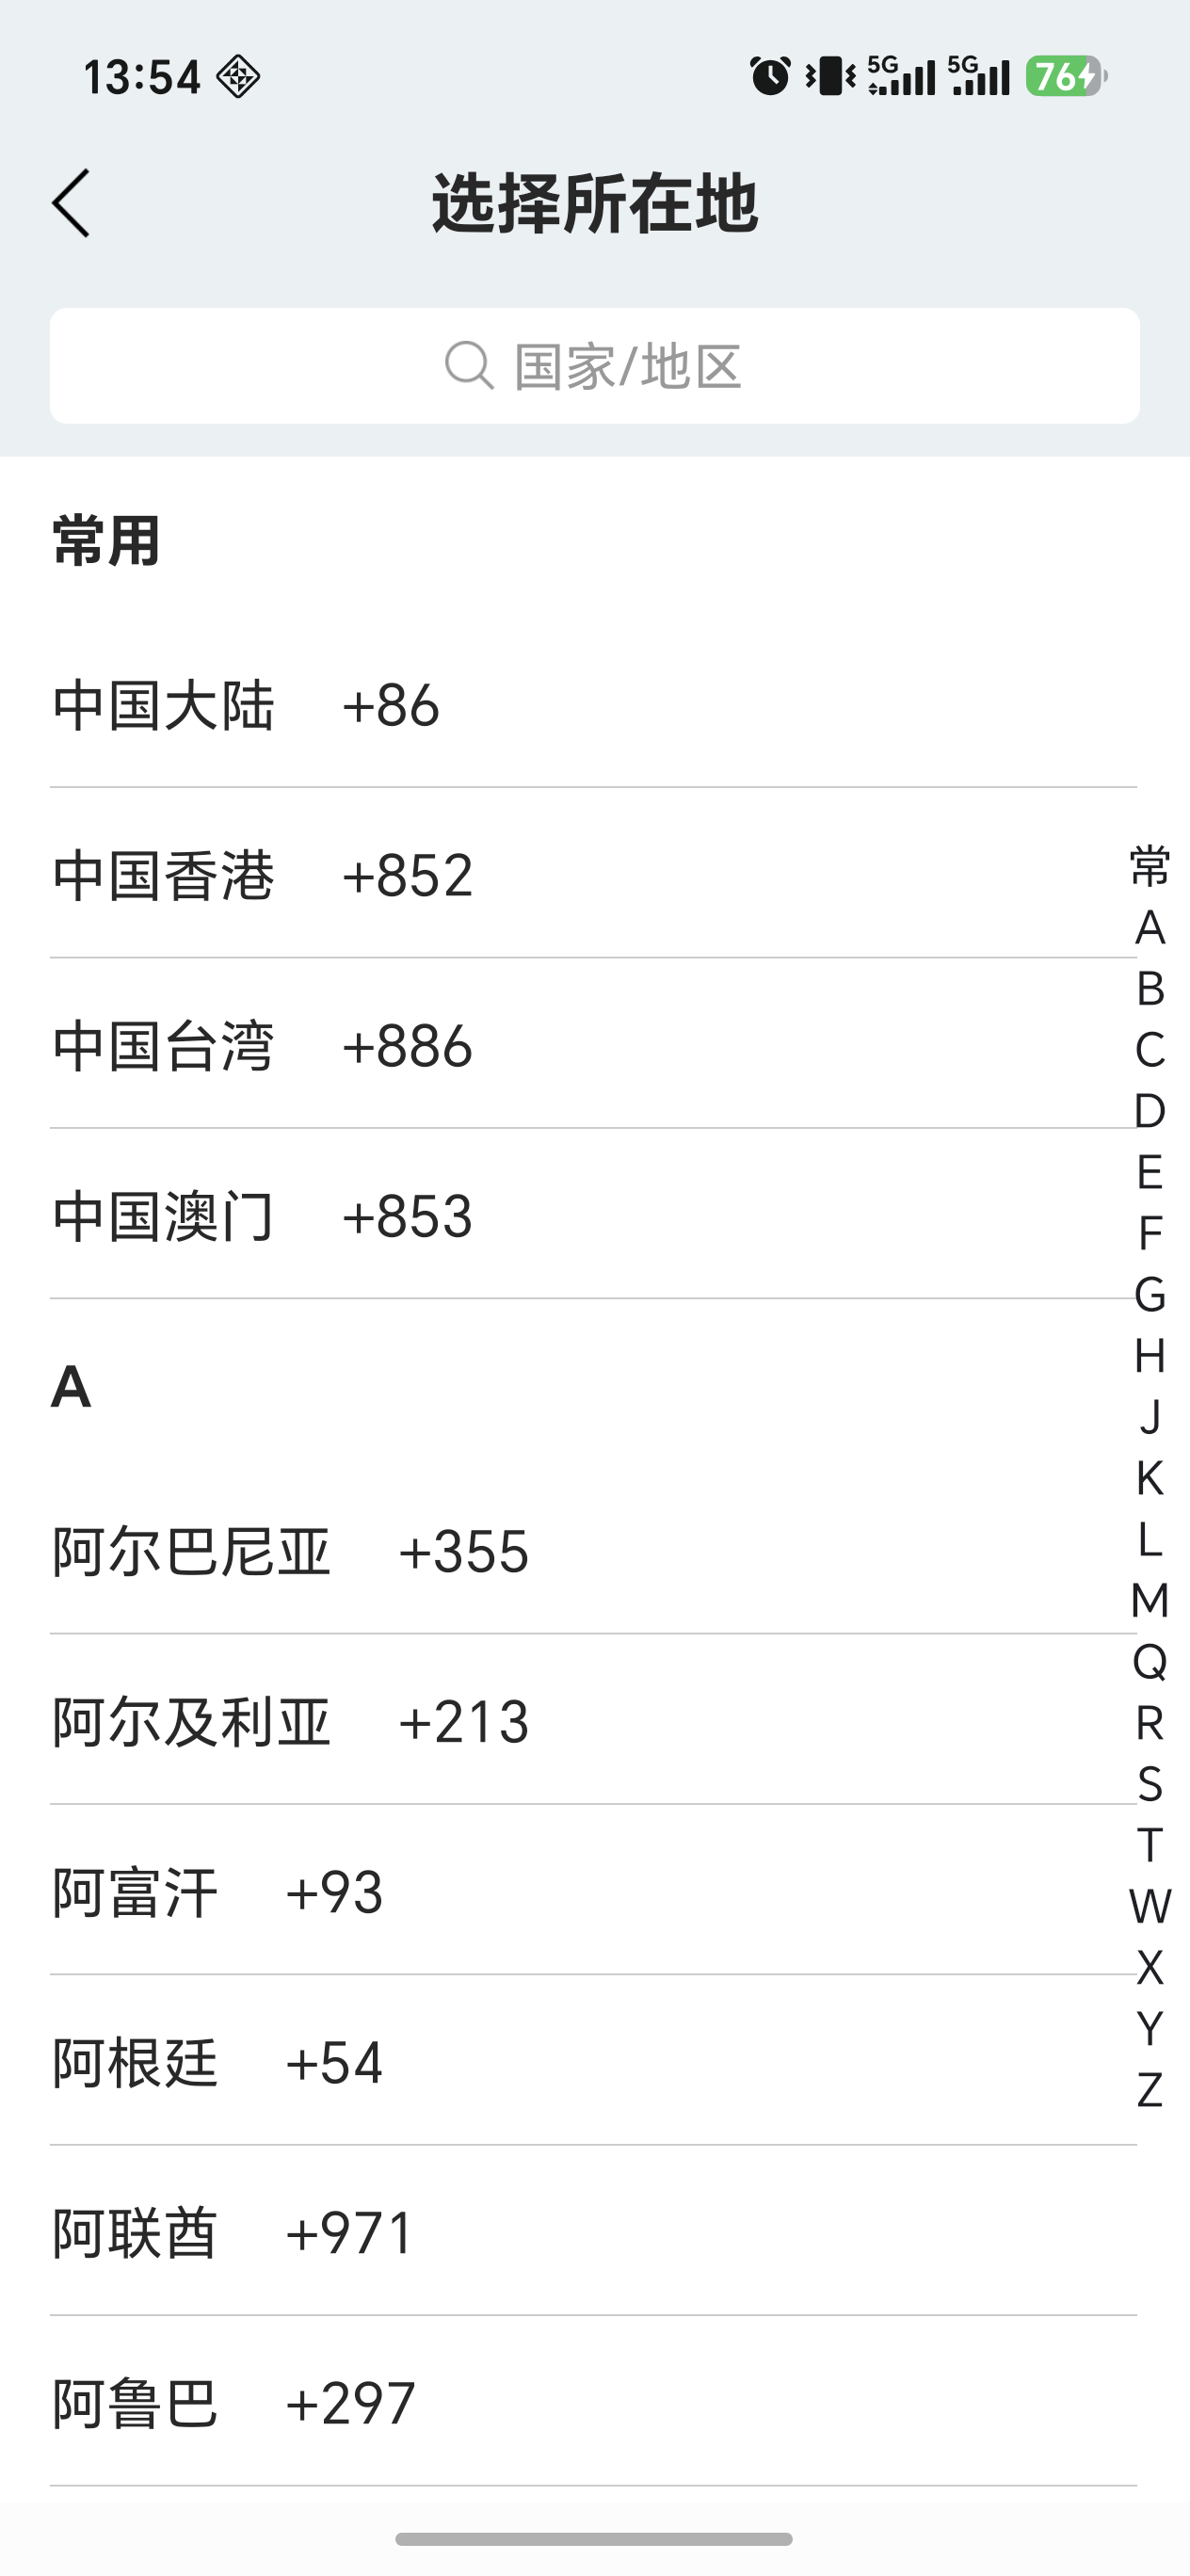 13:54 5G 5G 76
选择所在地
国家/地区
常用
中国大陆 +86
中国香港 +852
中国台湾 +886
中国澳门 +853
A
阿尔巴尼亚 +355
阿尔及利亚 +213
阿富汗 +93
阿根廷 +54
阿联酋 +971
阿鲁巴 +297
常
A
B
C
D
E
F
G
H
J
K
L
M
Q
R
S
T
W
X
Y
Z